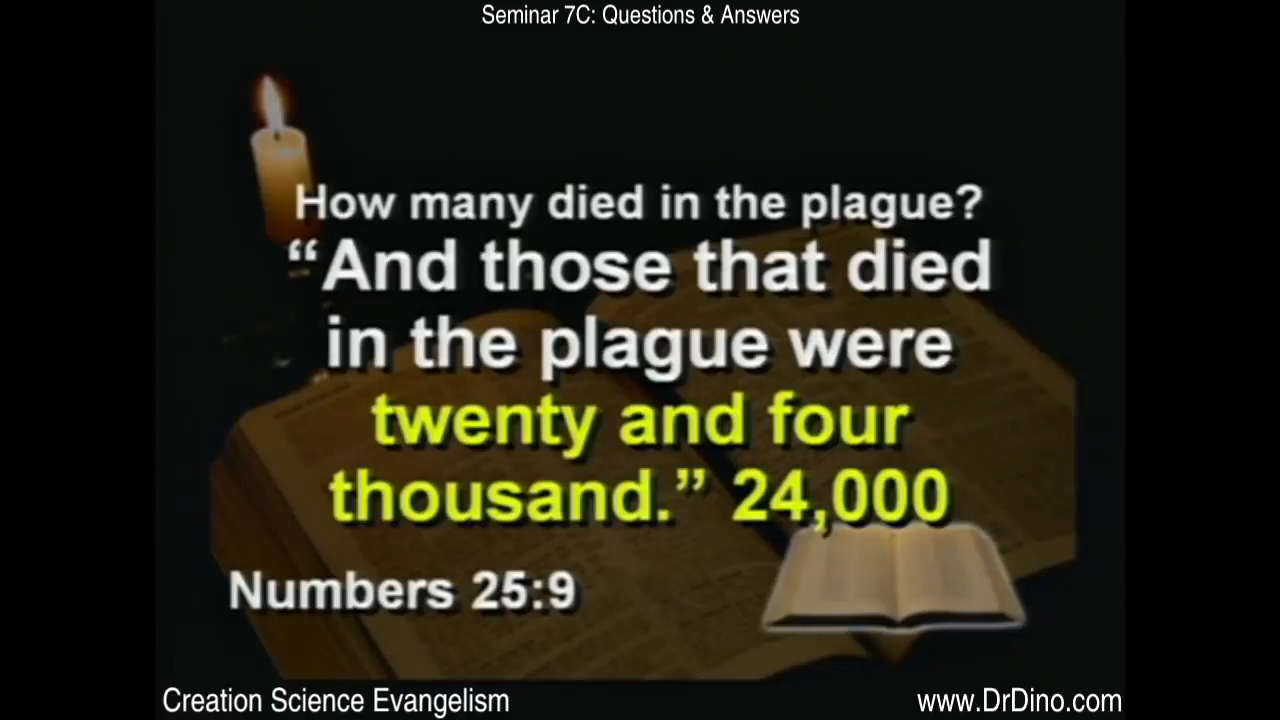 Seminar 7C: Questions & Answers
How many died in the plague?
“And those that died
in the plague were
twenty and four
thousand.” 24,000
Numbers 25:9
Creation Science Evangelism
www.DrDino.com